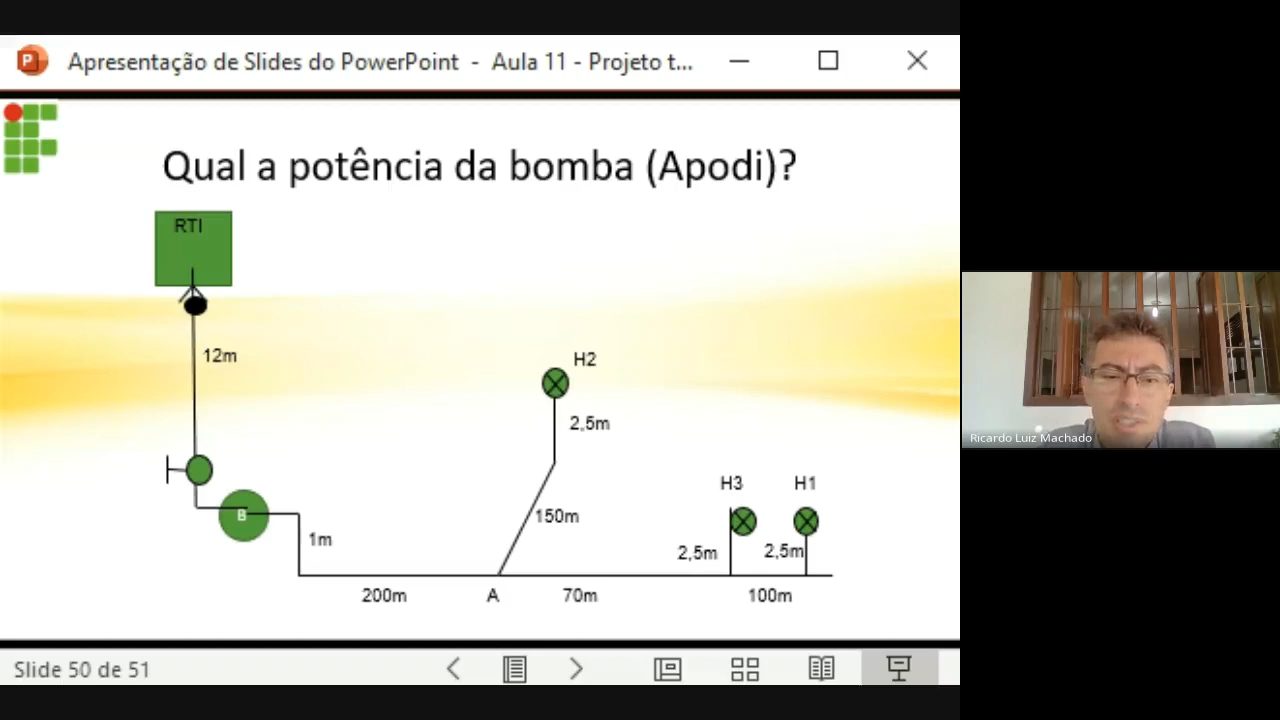 Apresentação de Slides do PowerPoint - Aula 11 - Projeto t...
Qual a potência da bomba (Apodi)?
RTI
12m
H2
2,5m
B
150m
1m
H3 H1
2,5m 2,5m
200m A 70m 100m
Slide 50 de 51
Ricardo Luiz Machado